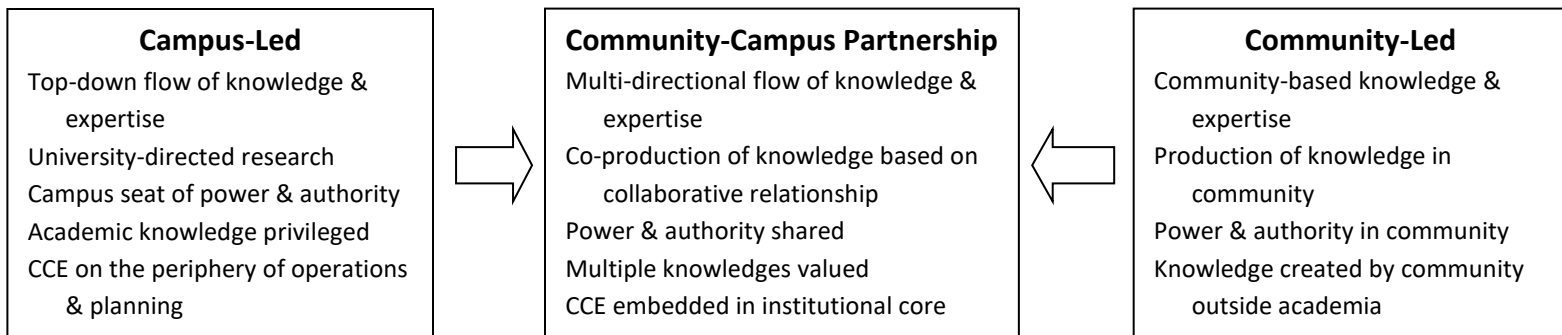 Campus-Led
Top-down flow of knowledge &
expertise
University-directed research
Campus seat of power & authority
Academic knowledge privileged
CCE on the periphery of operations
& planning
Community-Campus Partnership
Multi-directional flow of knowledge &
expertise
Co-production of knowledge based on
collaborative relationship
Power & authority shared
Multiple knowledges valued
CCE embedded in institutional core
Community-Led
Community-based knowledge &
expertise
Production of knowledge in
community
Power & authority in community
Knowledge created by community
outside academia